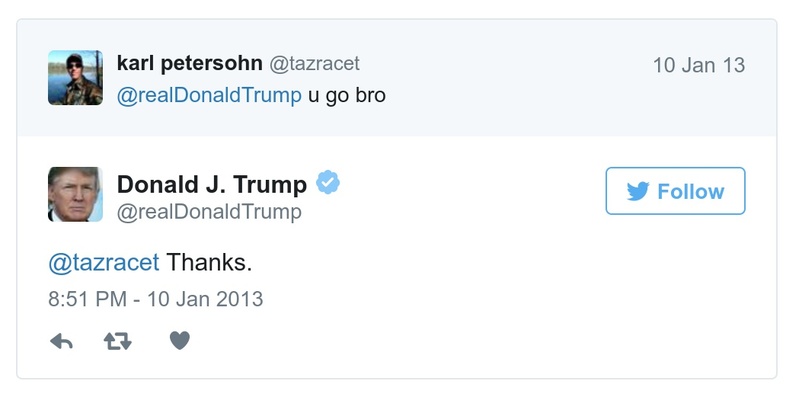 karl petersohn @tazracet 10 Jan 13
@realDonaldTrump u go bro
Donald J. Trump
@realDonaldTrump
Follow
@tazracet Thanks.
8:51 PM - 10 Jan 2013